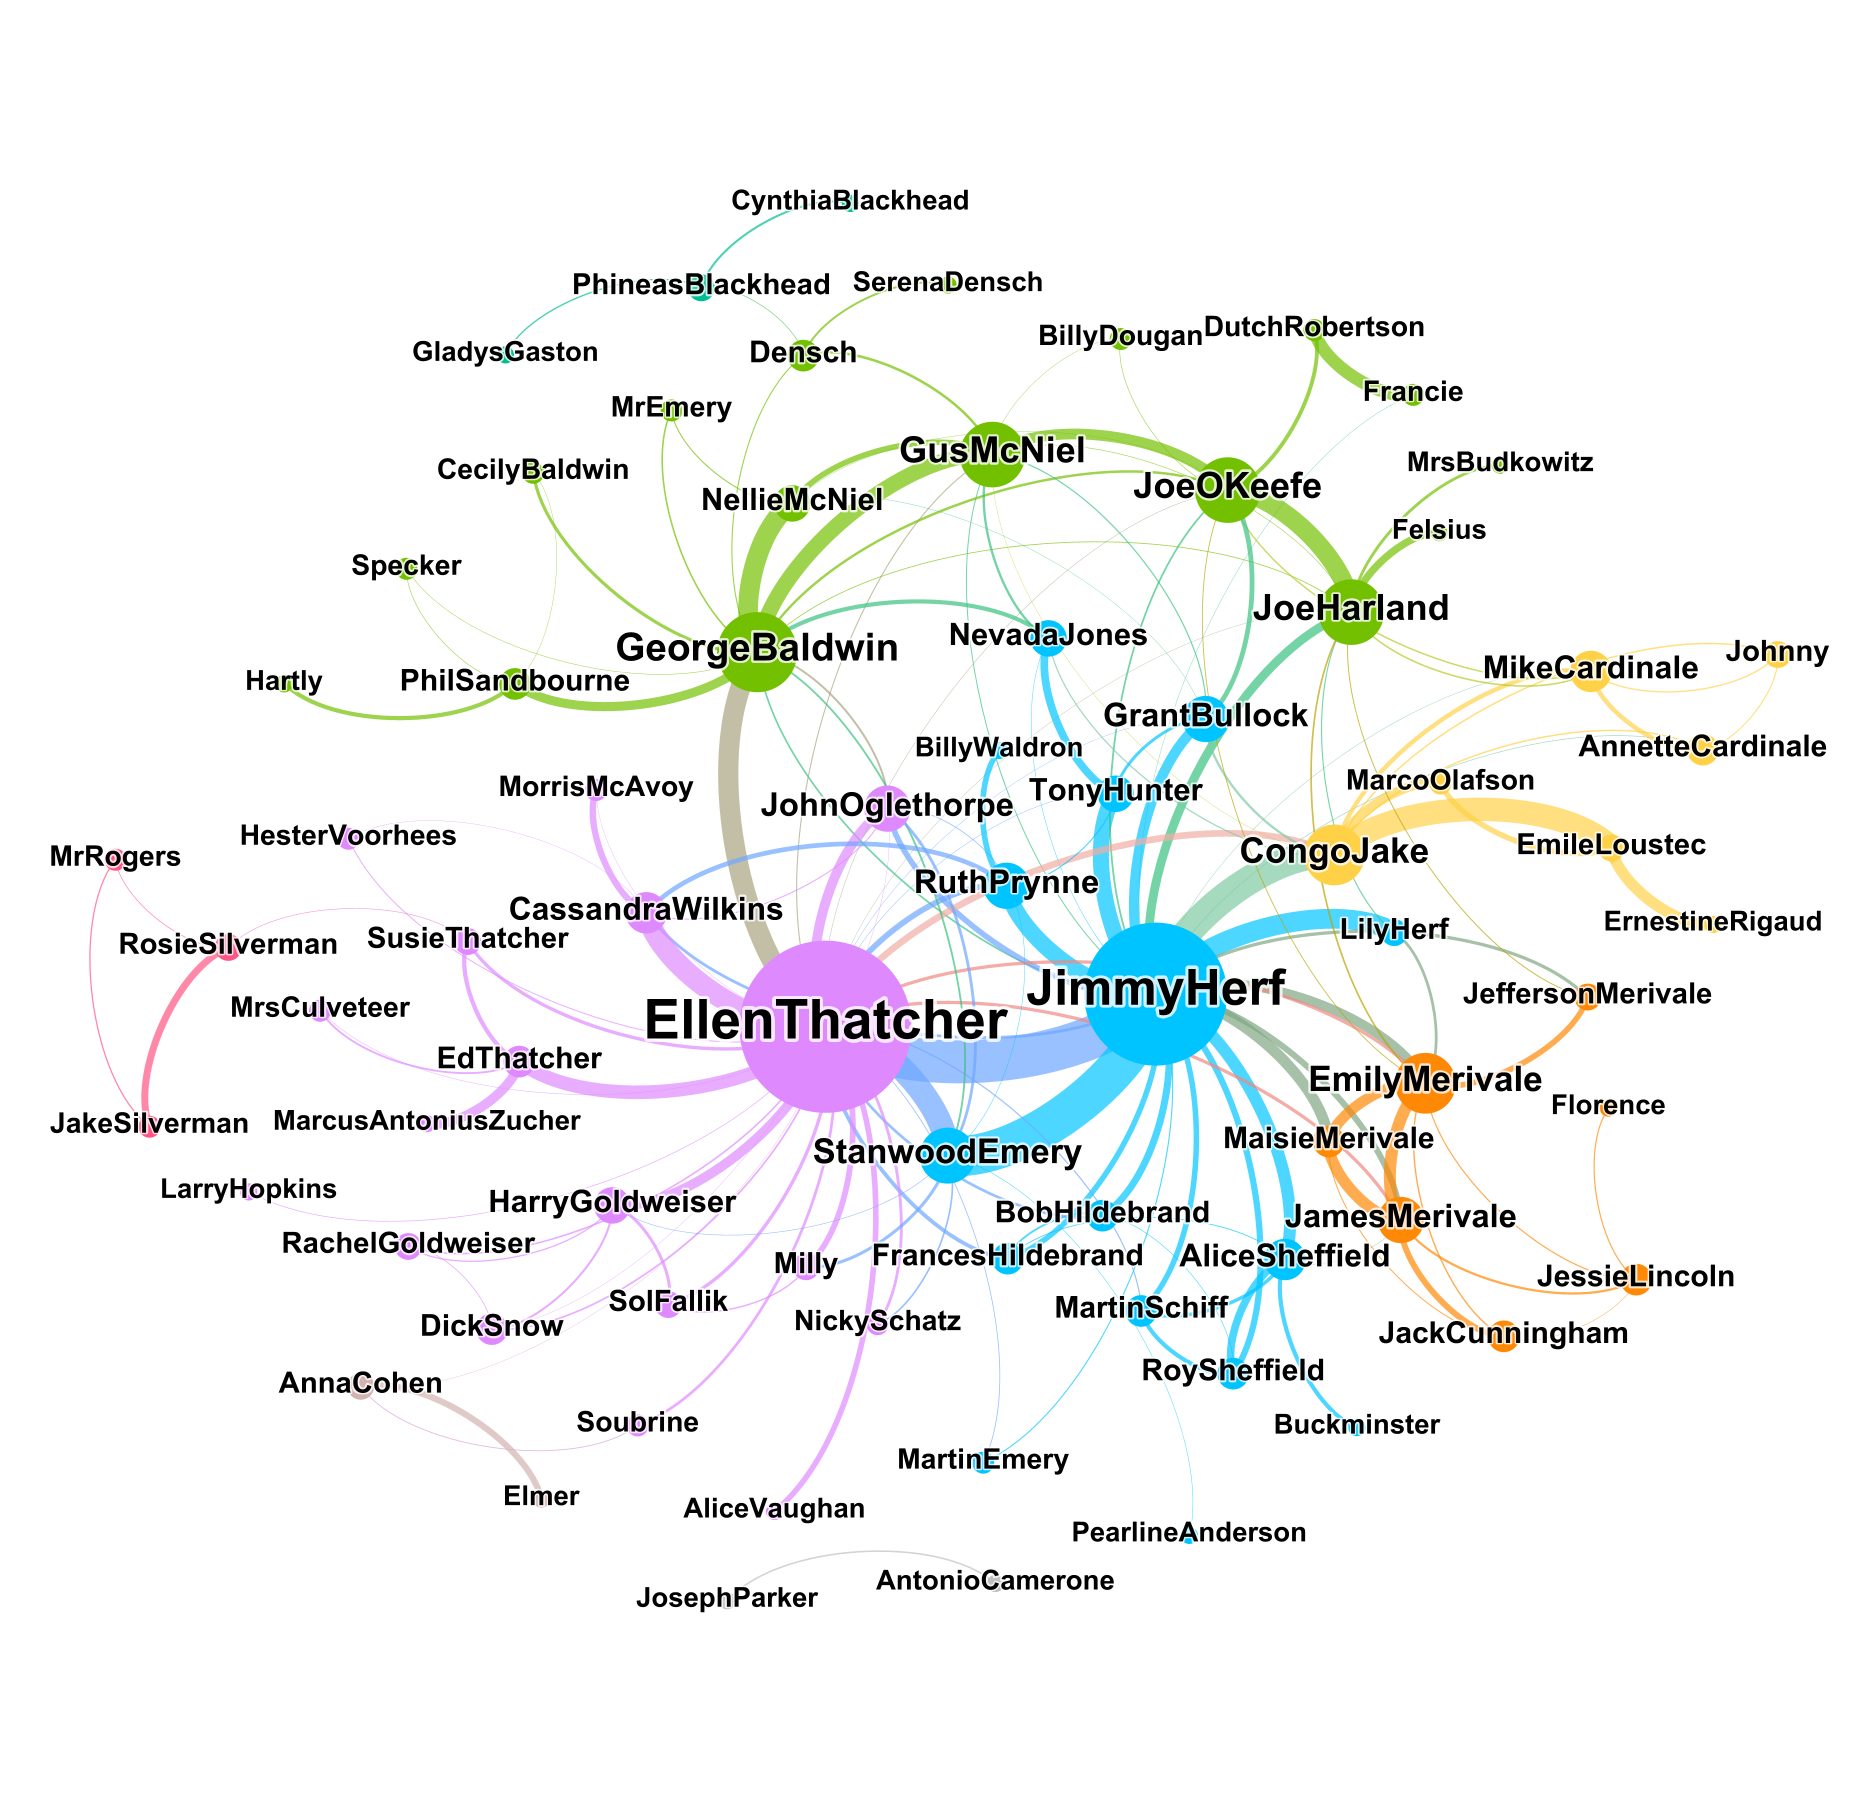 CynthiaBlackhead
PhineasBlackhead
SerenaDensch
GladysGaston
Densch
BillyDougan
DutchRobertson
Francie
MrEmery
GusMcNiel
CecilyBaldwin
NellieMcNiel
JoeOKeefe
MrsBudkowitz
Felsius
Specker
JoeHarland
GeorgeBaldwin
NevadaJones
Hartly
PhilSandbourne
MikeCardinale
Johnny
GrantBullock
BillyWaldron
AnnetteCardinale
MorrisMcAvoy
JohnOglethorpe
TonyHunter
MarcoOlafson
HesterVoorhees
MrRogers
CongoJake
EmileLoustec
RuthPrynne
CassandraWilkins
ErnestineRigaud
LilyHerf
RosieSilverman
SusieThatcher
JimmyHerf
JeffersonMerivale
MrsCulveteer
EllenThatcher
EdThatcher
EmilyMerivale
Florence
JakeSilverman
MarcusAntoniusZucher
MaisieMerivale
StanwoodEmery
LarryHopkins
HarryGoldweiser
BobHildebrand
JamesMerivale
RachelGoldweiser
Milly
FrancesHildebrand
AliceSheffield
JessieLincoln
SolFallik
DickSnow
NickySchatz
MartinSchiff
JackCunningham
AnnaCohen
RoySheffield
Soubrine
Buckminster
MartinEmery
Elmer
AliceVaughan
PearlineAnderson
AntonioCamerone
JosephParker